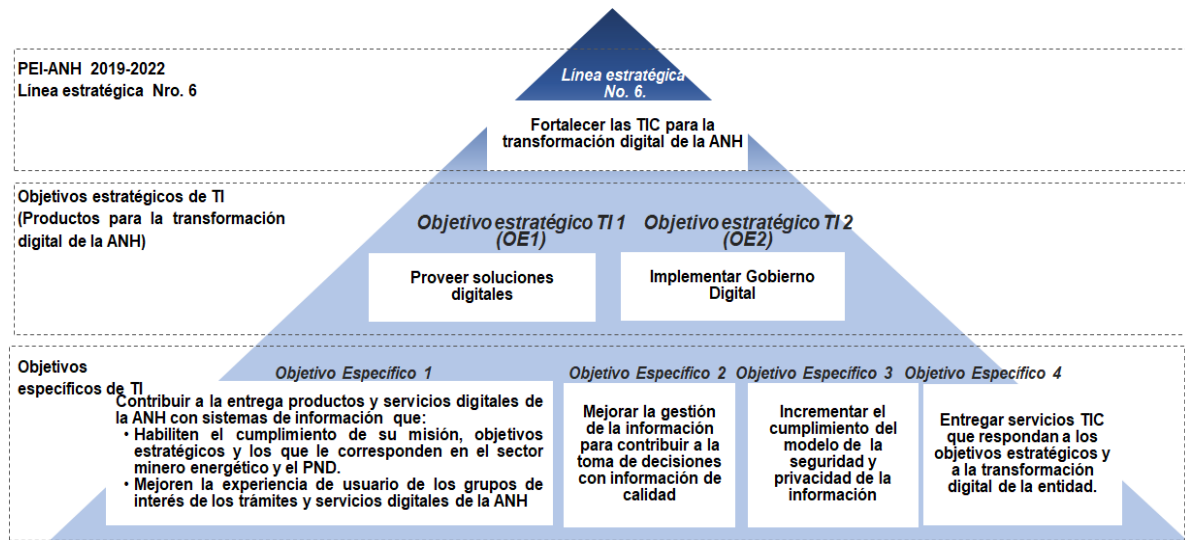 PEI-ANH 2019-2022
Línea estratégica Nro. 6
Línea estratégica
No. 6.
Fortalecer las TIC para la
transformación digital de la ANH
Objetivos estratégicos de TI
(Productos para la transformación
digital de la ANH)
Objetivo estratégico TI 1
(OE1)
Objetivo estratégico TI 2
(OE2)
Proveer soluciones
digitales
Implementar Gobierno
Digital
Objetivos
específicos de TI
Objetivo Específico 1
Contribuir a la entrega productos y servicios digitales de
la ANH con sistemas de información que:
• Habiliten el cumplimiento de su misión, objetivos
estratégicos y los que le corresponden en el sector
minero energético y el PND.
• Mejoren la experiencia de usuario de los grupos de
interés de los trámites y servicios digitales de la ANH
Objetivo Específico 2
Mejorar la gestión
de la información
para contribuir a la
toma de decisiones
con información de
calidad
Objetivo Específico 3
Incrementar el
cumplimiento del
modelo de la
seguridad y
privacidad de la
información
Objetivo Específico 4
Entregar servicios TIC
que respondan a los
objetivos estratégicos y
a la transformación
digital de la entidad.